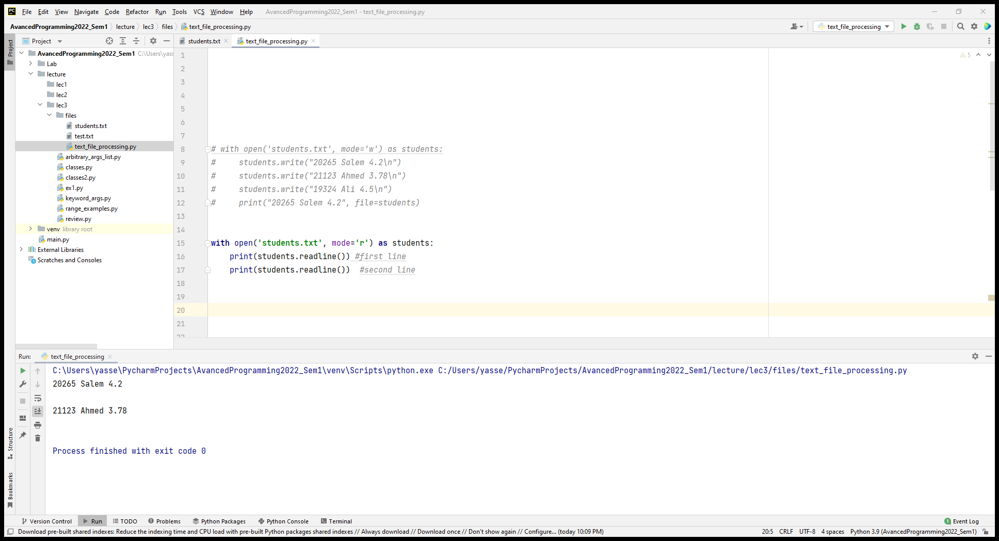 File Edit View Navigate Code Refactor Run Tools VCS Window Help AvancedProgramming2022_Sem1 - text_file_processing.py
AvancedProgramming2022_Sem1 lecture lec3 files text_file_processing.py
text_file_processing
Project
students.txt
text_file_processing.py
Project
AvancedProgramming2022_Sem1 C:\Users\yasse
Lab
lecture
lec1
lec2
lec3
files
students.txt
test.txt
text_file_processing.py
arbitrary_args_list.py
classes.py
classes2.py
ex1.py
keyword_args.py
range_examples.py
review.py
venv library root
main.py
External Libraries
Scratches and Consoles
5
1
2
3
4
5
6
7
8 # with open('students.txt', mode='w') as students:
9 #     students.write("20265 Salem 4.2\n")
10 #     students.write("21123 Ahmed 3.78\n")
11 #     students.write("19324 Ali 4.5\n")
12 #     print("20265 Salem 4.2", file=students)
13
14
15 with open('students.txt', mode='r') as students:
16     print(students.readline()) #first line
17     print(students.readline())  #second line
18
19
20
21
22
Run: text_file_processing
C:\Users\yasse\PycharmProjects\AvancedProgramming2022_Sem1\venv\Scripts\python.exe C:/Users/yasse/PycharmProjects/AvancedProgramming2022_Sem1/lecture/lec3/files/text_file_processing.py
20265 Salem 4.2
21123 Ahmed 3.78
Process finished with exit code 0
Structure
Bookmarks
Version Control Run TODO Problems Python Packages Python Console Terminal
1 Event Log
Download pre-built shared indexes: Reduce the indexing time and CPU load with pre-built Python packages shared indexes // Always download // Download once // Don't show again // Configure... (today 10:09 PM)
20:5 CRLF UTF-8 4 spaces Python 3.9 (AvancedProgramming2022_Sem1)